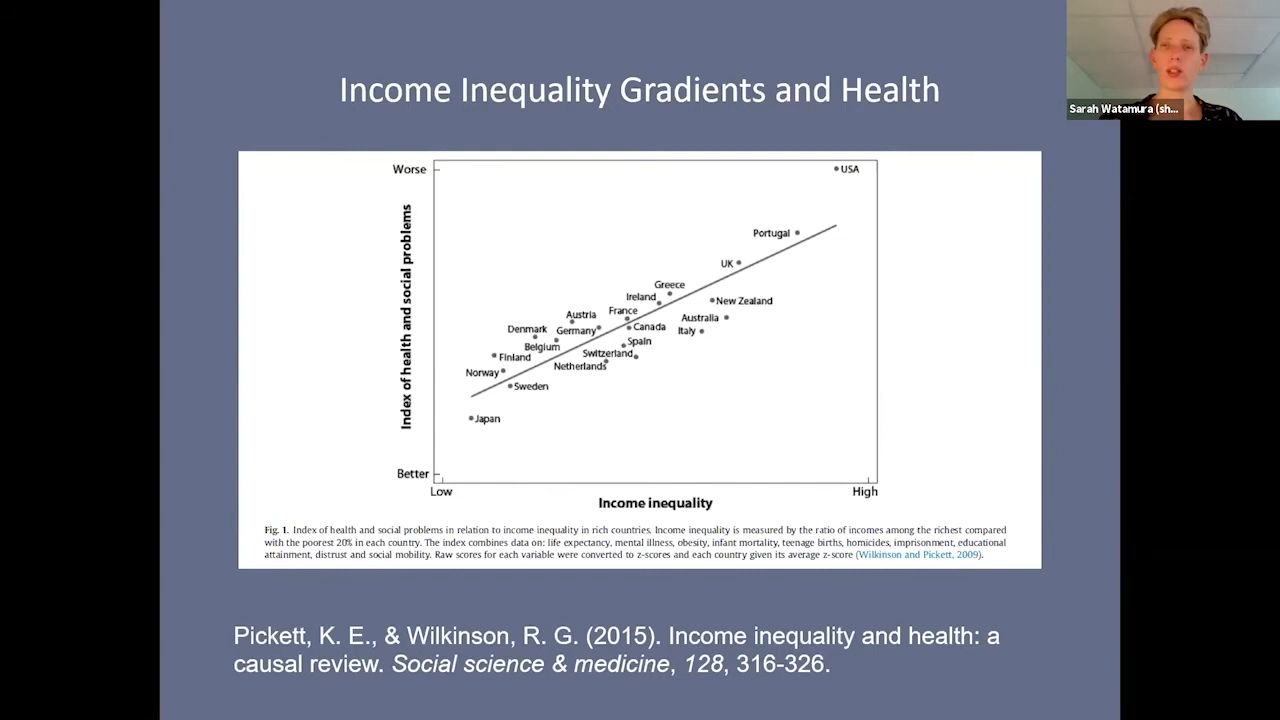 Income Inequality Gradients and Health
Sarah Watamura (sh...
Worse
USA
Portugal
UK
Greece
Ireland
New Zealand
France
Austria
Australia
Denmark
Germany
Canada
Italy
Belgium
Spain
Switzerland
Finland
Netherlands
Norway
Sweden
Japan
Better
Index of health and social problems
Low
High
Income inequality
Fig. 1. Index of health and social problems in relation to income inequality in rich countries. Income inequality is measured by the ratio of incomes among the richest compared
with the poorest 20% in each country. The index combines data on: life expectancy, mental illness, obesity, infant mortality, teenage births, homicides, imprisonment, educational
attainment, distrust and social mobility. Raw scores for each variable were converted to z-scores and each country given its average z-score (Wilkinson and Pickett, 2009).
Pickett, K. E., & Wilkinson, R. G. (2015). Income inequality and health: a
causal review. Social science & medicine, 128, 316-326.